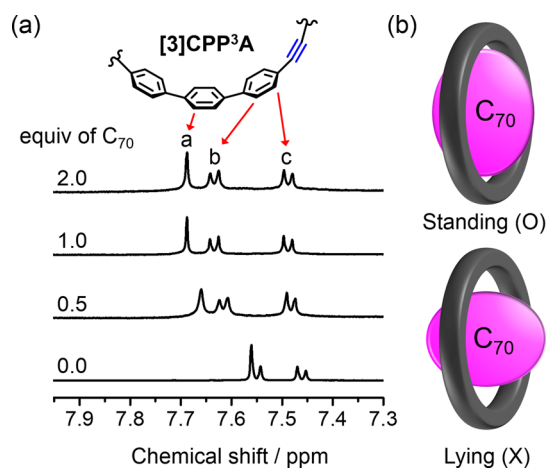 (a)
[3]CPP³A
equiv of C₇₀
a
b
c
2.0
1.0
0.5
0.0
7.9 7.8 7.7 7.6 7.5 7.4 7.3
Chemical shift / ppm
(b)
C₇₀
Standing (O)
C₇₀
Lying (X)